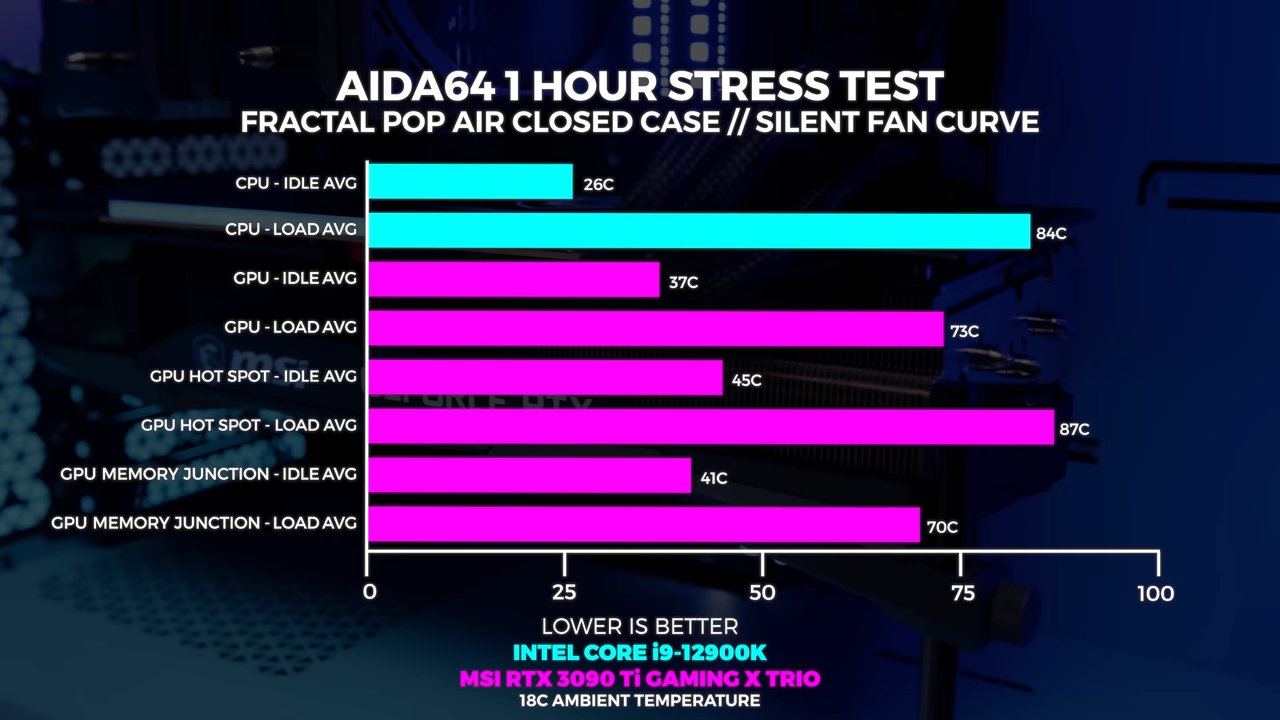 AIDA64 1 HOUR STRESS TEST
FRACTAL POP AIR CLOSED CASE // SILENT FAN CURVE
CPU - IDLE AVG 26C
CPU - LOAD AVG 84C
GPU - IDLE AVG 37C
GPU - LOAD AVG 73C
msi
GPU HOT SPOT - IDLE AVG 45C
GEFORCE RTX
GPU HOT SPOT - LOAD AVG 87C
GPU MEMORY JUNCTION - IDLE AVG 41C
GPU MEMORY JUNCTION - LOAD AVG 70C
0 25 50 75 100
LOWER IS BETTER
INTEL CORE i9-12900K
MSI RTX 3090 Ti GAMING X TRIO
18C AMBIENT TEMPERATURE